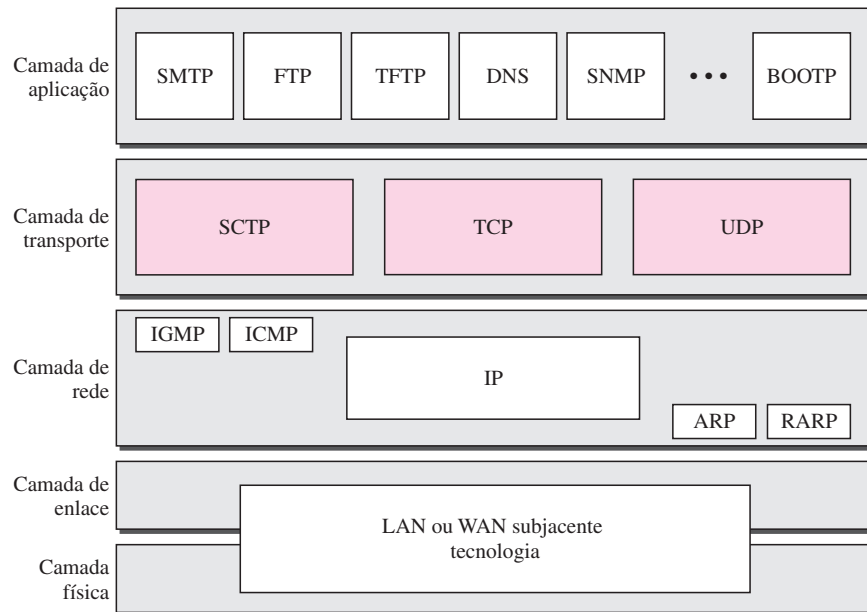 Camada de
aplicação
SMTP
FTP
TFTP
DNS
SNMP
• • •
BOOTP
Camada de
transporte
SCTP
TCP
UDP
Camada de
rede
IGMP
ICMP
IP
ARP
RARP
Camada de
enlace
LAN ou WAN subjacente
tecnologia
Camada
física